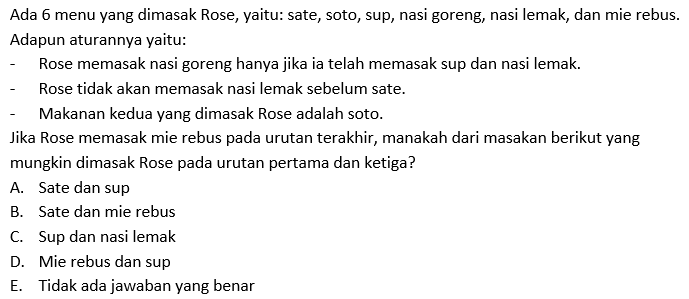 Ada 6 menu yang dimasak Rose, yaitu: sate, soto, sup, nasi goreng, nasi lemak, dan mie rebus.
Adapun aturannya yaitu:
- Rose memasak nasi goreng hanya jika ia telah memasak sup dan nasi lemak.
- Rose tidak akan memasak nasi lemak sebelum sate.
- Makanan kedua yang dimasak Rose adalah soto.
Jika Rose memasak mie rebus pada urutan terakhir, manakah dari masakan berikut yang
mungkin dimasak Rose pada urutan pertama dan ketiga?
A. Sate dan sup
B. Sate dan mie rebus
C. Sup dan nasi lemak
D. Mie rebus dan sup
E. Tidak ada jawaban yang benar